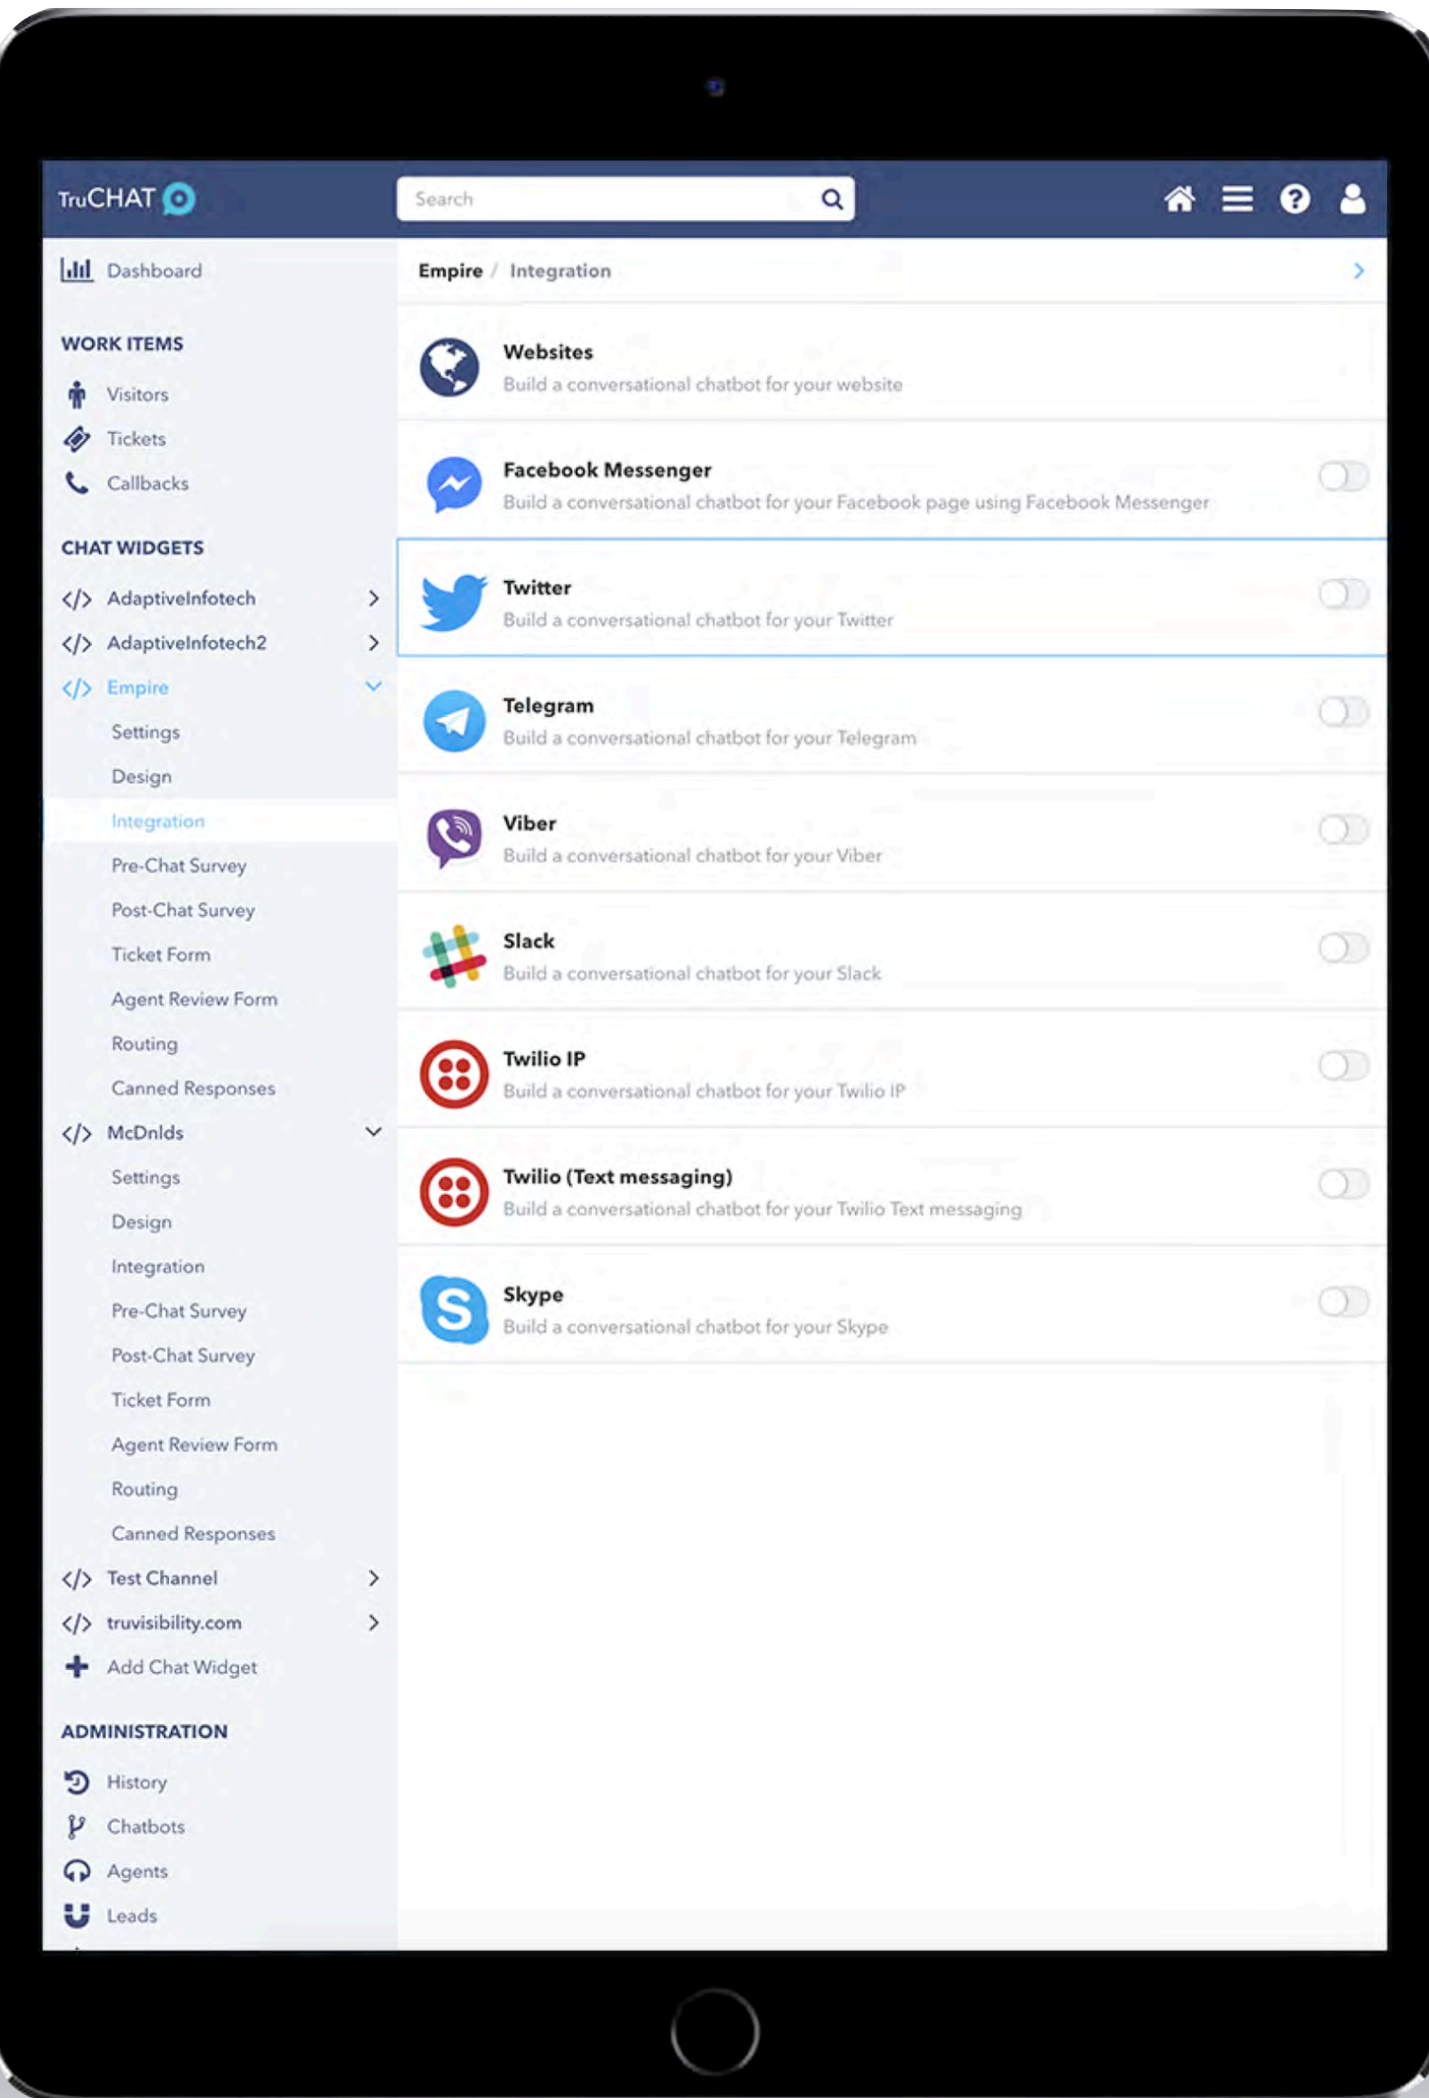 TruCHAT
Search
Dashboard
WORK ITEMS
Visitors
Tickets
Callbacks
CHAT WIDGETS
AdaptiveInfotech
AdaptiveInfotech2
Empire
Settings
Design
Integration
Pre-Chat Survey
Post-Chat Survey
Ticket Form
Agent Review Form
Routing
Canned Responses
McDnlds
Settings
Design
Integration
Pre-Chat Survey
Post-Chat Survey
Ticket Form
Agent Review Form
Routing
Canned Responses
Test Channel
truvisibility.com
Add Chat Widget
ADMINISTRATION
History
Chatbots
Agents
Leads
Empire / Integration
Websites
Build a conversational chatbot for your website
Facebook Messenger
Build a conversational chatbot for your Facebook page using Facebook Messenger
Twitter
Build a conversational chatbot for your Twitter
Telegram
Build a conversational chatbot for your Telegram
Viber
Build a conversational chatbot for your Viber
Slack
Build a conversational chatbot for your Slack
Twilio IP
Build a conversational chatbot for your Twilio IP
Twilio (Text messaging)
Build a conversational chatbot for your Twilio Text messaging
Skype
Build a conversational chatbot for your Skype